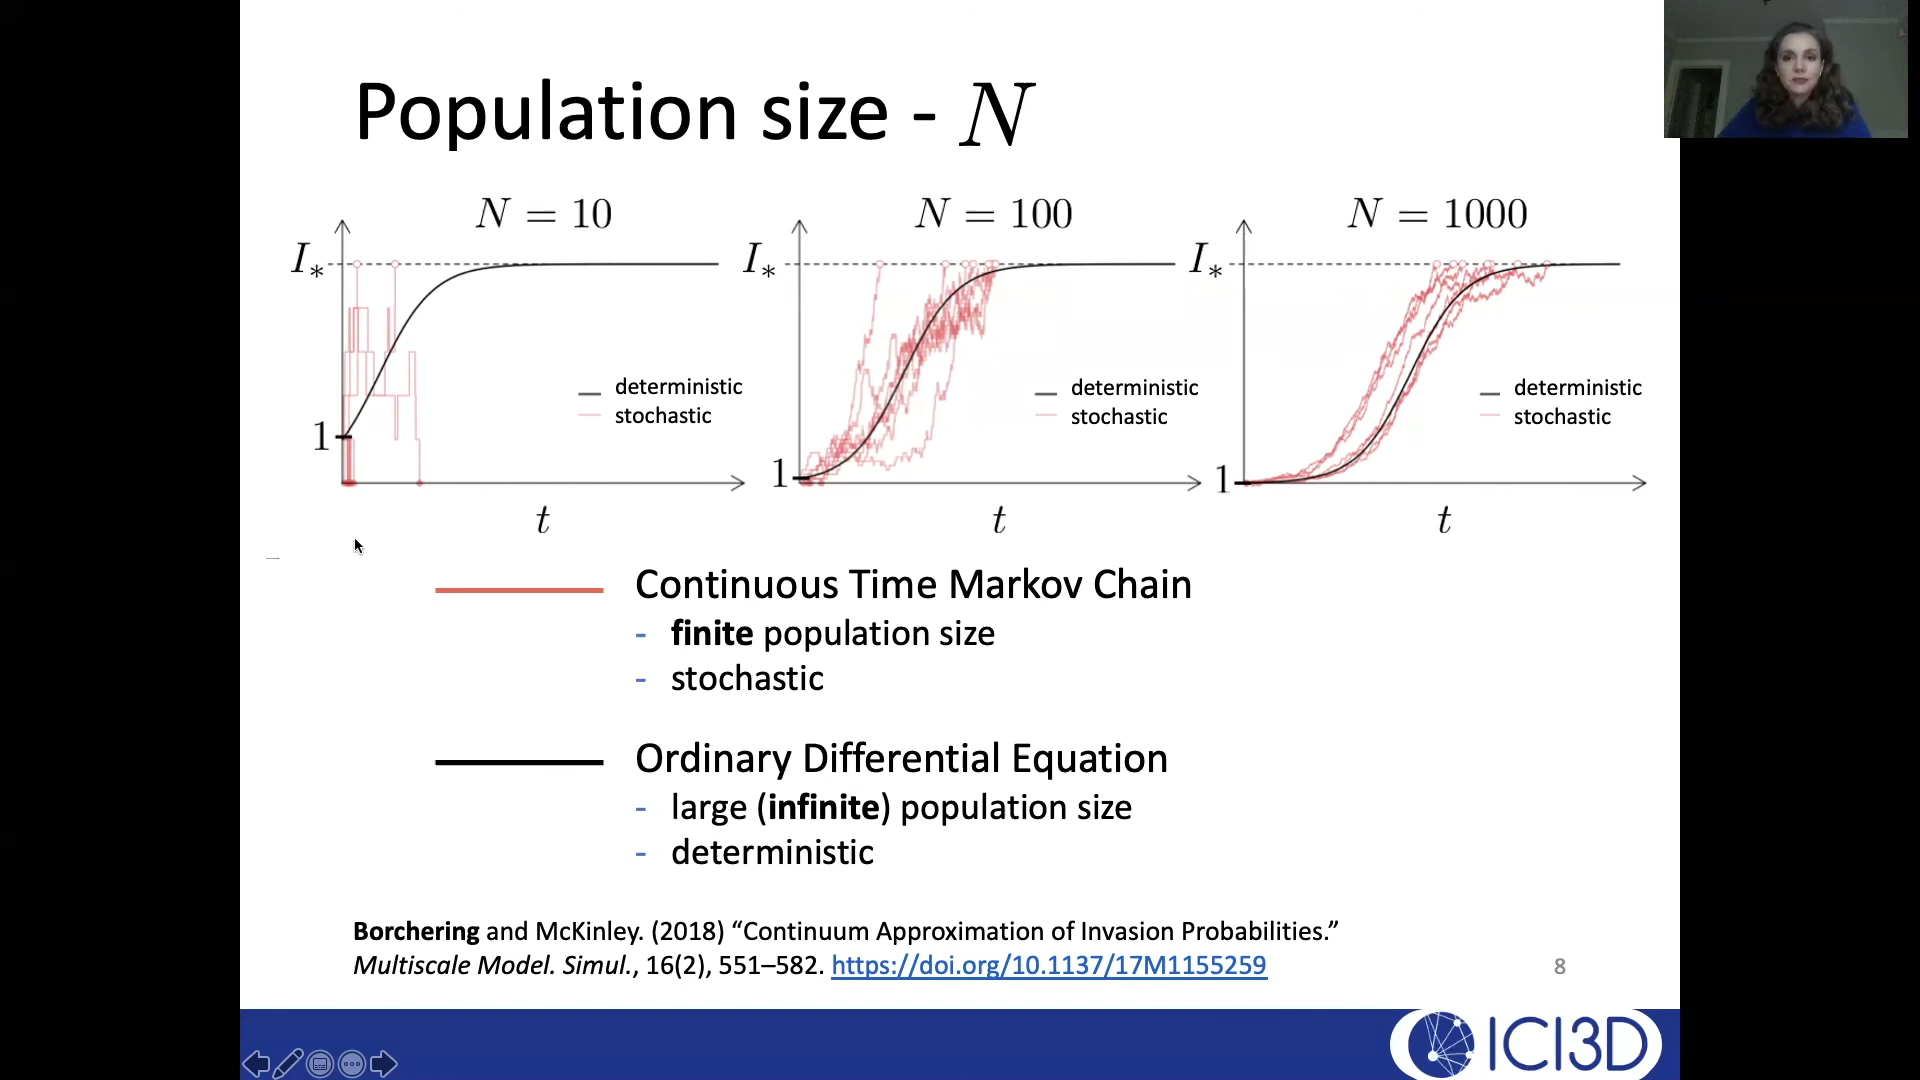 Population size - N
N = 10
N = 100
N = 1000
I*
I*
I*
deterministic
stochastic
deterministic
stochastic
deterministic
stochastic
1
1
1
t
t
t
Continuous Time Markov Chain
- finite population size
- stochastic
Ordinary Differential Equation
- large (infinite) population size
- deterministic
Borchering and McKinley. (2018) “Continuum Approximation of Invasion Probabilities.”
Multiscale Model. Simul., 16(2), 551–582. https://doi.org/10.1137/17M1155259
8
ICI3D